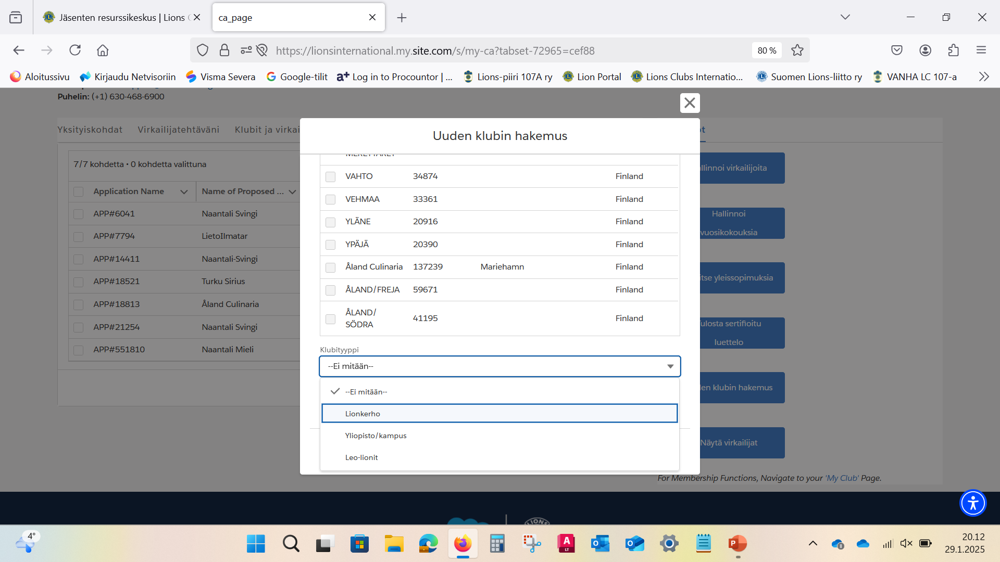 Jäsenten resurssikeskus | Lions
ca_page
https://lionsinternational.my.site.com/s/my-ca?tabset-72965=cef88
80 %
Aloitussivu
Kirjaudu Netvisoriin
Visma Severa
Google-tilit
Log in to Procountor | ...
Lions-piiri 107A ry
Lion Portal
Lions Clubs Internatio...
Suomen Lions-liitto ry
VANHA LC 107-a
Puhelin: (+1) 630-468-6900
Yksityiskohdat
Virkailijatehtäväni
Klubit ja virkai
7/7 kohdetta • 0 kohdetta valittuna
Application Name
Name of Proposed ...
APP#6041 Naantali Svingi
APP#7794 LietoIlmatar
APP#14411 Naantali-Svingi
APP#18521 Turku Sirius
APP#18813 Åland Culinaria
APP#21254 Naantali Svingi
APP#551810 Naantali Mieli
Uuden klubin hakemus
VAHTO 34874 Finland
VEHMAA 33361 Finland
YLÄNE 20916 Finland
YPÄJÄ 20390 Finland
Åland Culinaria 137239 Mariehamn Finland
ÅLAND/FREJA 59671 Finland
ÅLAND/
SÖDRA 41195 Finland
Klubityyppi
--Ei mitään--
--Ei mitään--
Lionkerho
Yliopisto/kampus
Leo-lionit
llinnoi virkailijoita
Hallinnoi
vuosikokouksia
itse yleissopimuksia
ulosta sertifioitu
luettelo
en klubin hakemus
Näytä virkailijat
For Membership Functions, Navigate to your 'My Club' Page.
LIONS
4°
20.12
29.1.2025